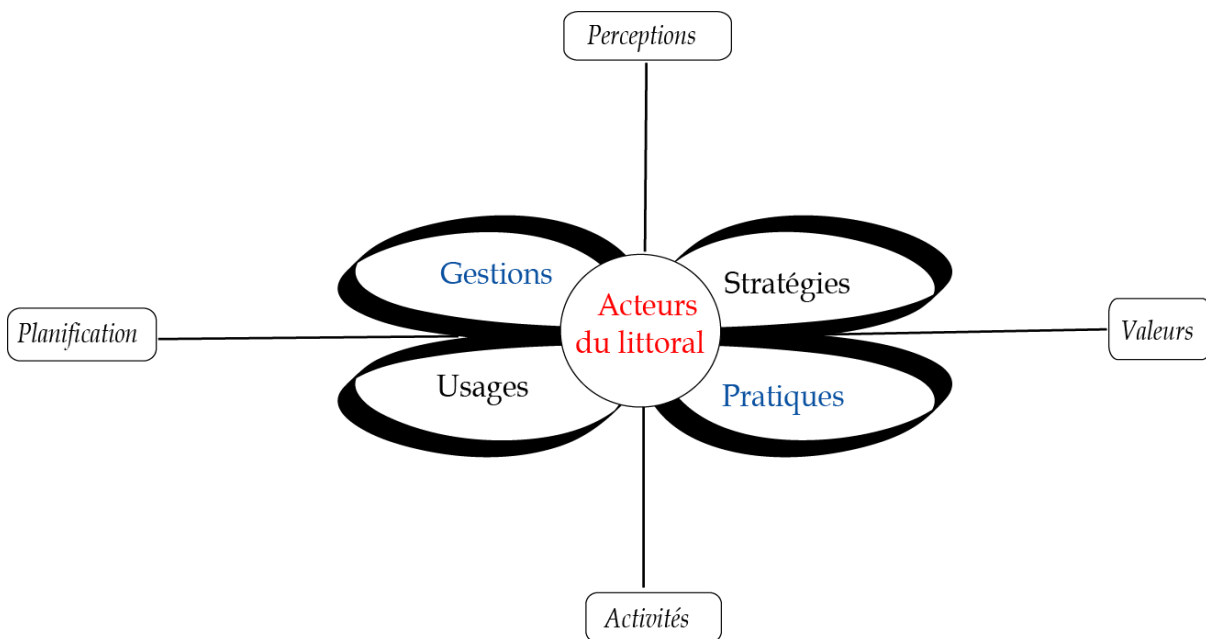 Perceptions
Gestions
Stratégies
Acteurs
du littoral
Planification
Valeurs
Usages
Pratiques
Activités